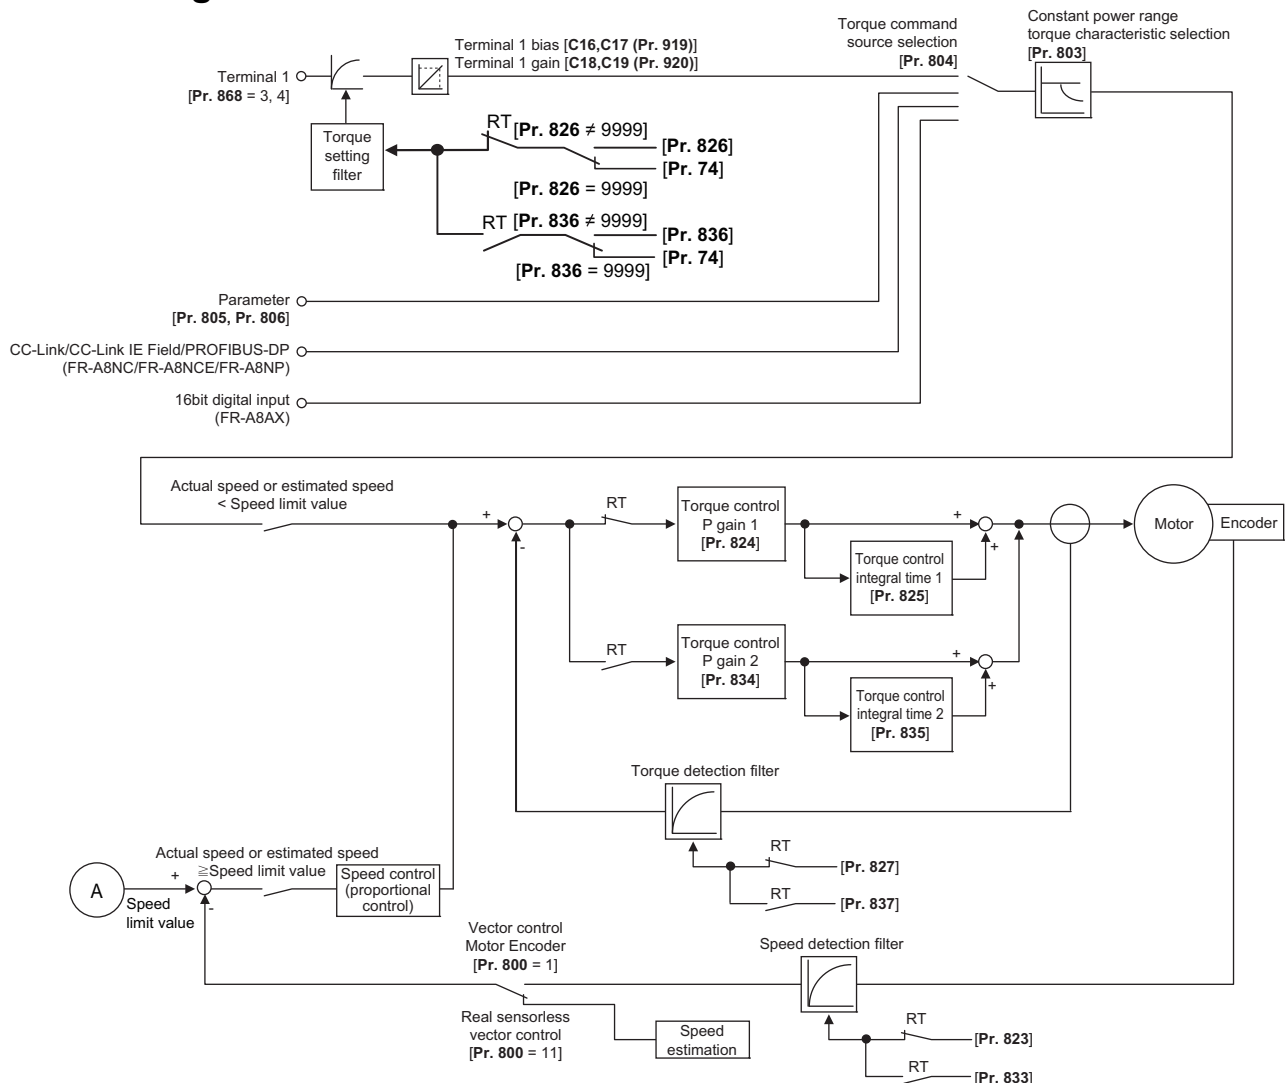 Torque command
source selection
[Pr. 804]
Constant power range
torque characteristic selection
[Pr. 803]
Terminal 1 bias [C16,C17 (Pr. 919)]
Terminal 1 gain [C18,C19 (Pr. 920)]
Terminal 1
[Pr. 868 = 3, 4]
Torque
setting
filter
RT
[Pr. 826 ≠ 9999]
[Pr. 826]
[Pr. 74]
[Pr. 826 = 9999]
RT
[Pr. 836 ≠ 9999]
[Pr. 836]
[Pr. 74]
[Pr. 836 = 9999]
Parameter
[Pr. 805, Pr. 806]
CC-Link/CC-Link IE Field/PROFIBUS-DP
(FR-A8NC/FR-A8NCE/FR-A8NP)
16bit digital input
(FR-A8AX)
Actual speed or estimated speed
< Speed limit value
+
-
RT
Torque control
P gain 1
[Pr. 824]
+
+
Torque control
integral time 1
[Pr. 825]
Motor
Encoder
RT
Torque control
P gain 2
[Pr. 834]
+
+
Torque control
integral time 2
[Pr. 835]
Torque detection filter
RT
[Pr. 827]
RT
[Pr. 837]
Actual speed or estimated speed
≧Speed limit value
A
+
-
Speed
limit value
Speed control
(proportional
control)
Vector control
Motor Encoder
[Pr. 800 = 1]
Real sensorless
vector control
[Pr. 800 = 11]
Speed
estimation
Speed detection filter
RT
[Pr. 823]
RT
[Pr. 833]